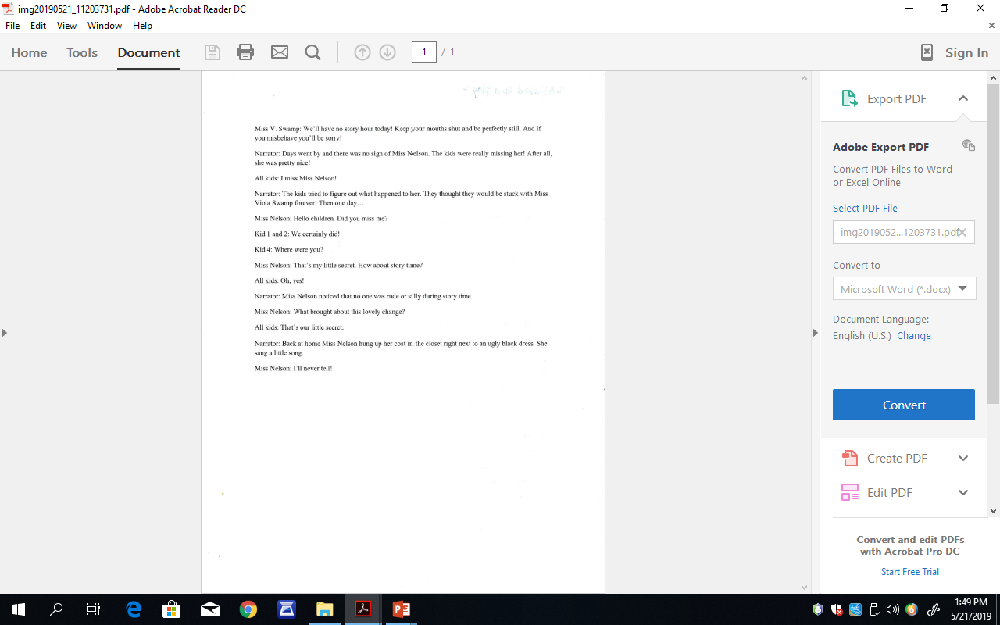 img20190521_11203731.pdf - Adobe Acrobat Reader DC
File Edit View Window Help
Home Tools Document 1 / 1 Sign In
Miss V. Swamp: We'll have no story hour today! Keep your mouths shut and be perfectly still. And if
you misbehave you'll be sorry!
Narrator: Days went by and there was no sign of Miss Nelson. The kids were really missing her! After all,
she was pretty nice!
All kids: I miss Miss Nelson!
Narrator: The kids tried to figure out what happened to her. They thought they would be stuck with Miss
Viola Swamp forever! Then one day…
Miss Nelson: Hello children. Did you miss me?
Kid 1 and 2: We certainly did!
Kid 4: Where were you?
Miss Nelson: That's my little secret. How about story time?
All kids: Oh, yes!
Narrator: Miss Nelson noticed that no one was rude or silly during story time.
Miss Nelson: What brought about this lovely change?
All kids: That's our little secret.
Narrator: Back at home Miss Nelson hung up her coat in the closet right next to an ugly black dress. She
sang a little song.
Miss Nelson: I'll never tell!
Export PDF
Adobe Export PDF
Convert PDF Files to Word
or Excel Online
Select PDF File
img2019052...1203731.pdf
Convert to
Microsoft Word (*.docx)
Document Language:
English (U.S.) Change
Convert
Create PDF
Edit PDF
Convert and edit PDFs
with Acrobat Pro DC
Start Free Trial
1:49 PM
5/21/2019